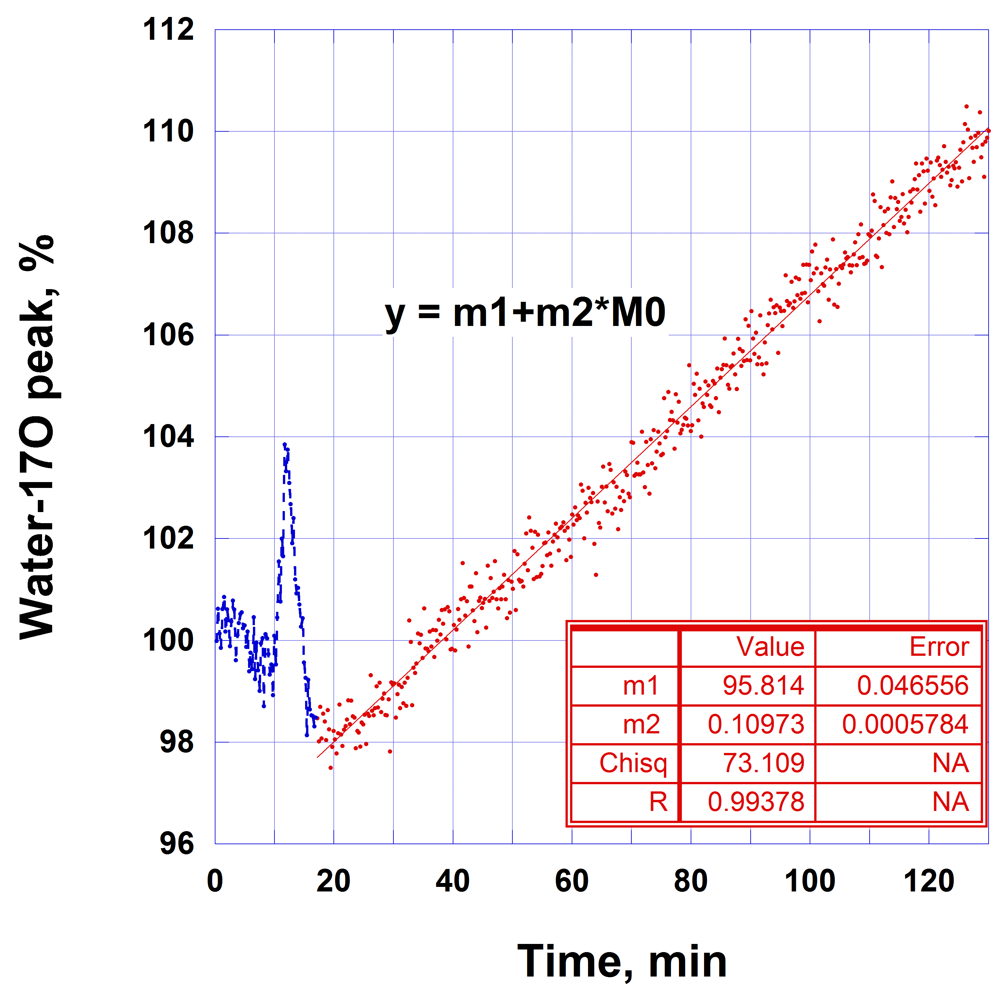 112
110
108
106
104
102
100
98
96
Water-17O peak, %
y = m1+m2*M0
Value Error
m1 95.814 0.046556
m2 0.10973 0.0005784
Chisq 73.109 NA
R 0.99378 NA
0 20 40 60 80 100 120
Time, min